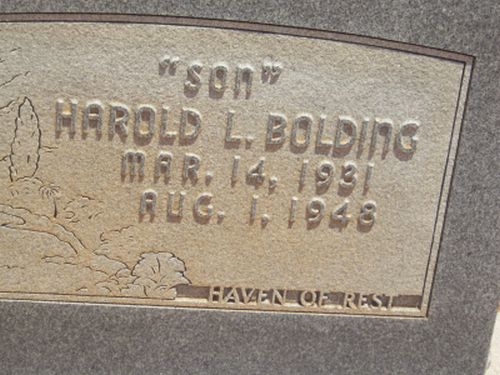 "SON"
HAROLD L. BOLDING
MAR. 14, 1931
AUG. 1, 1948
HAVEN OF REST